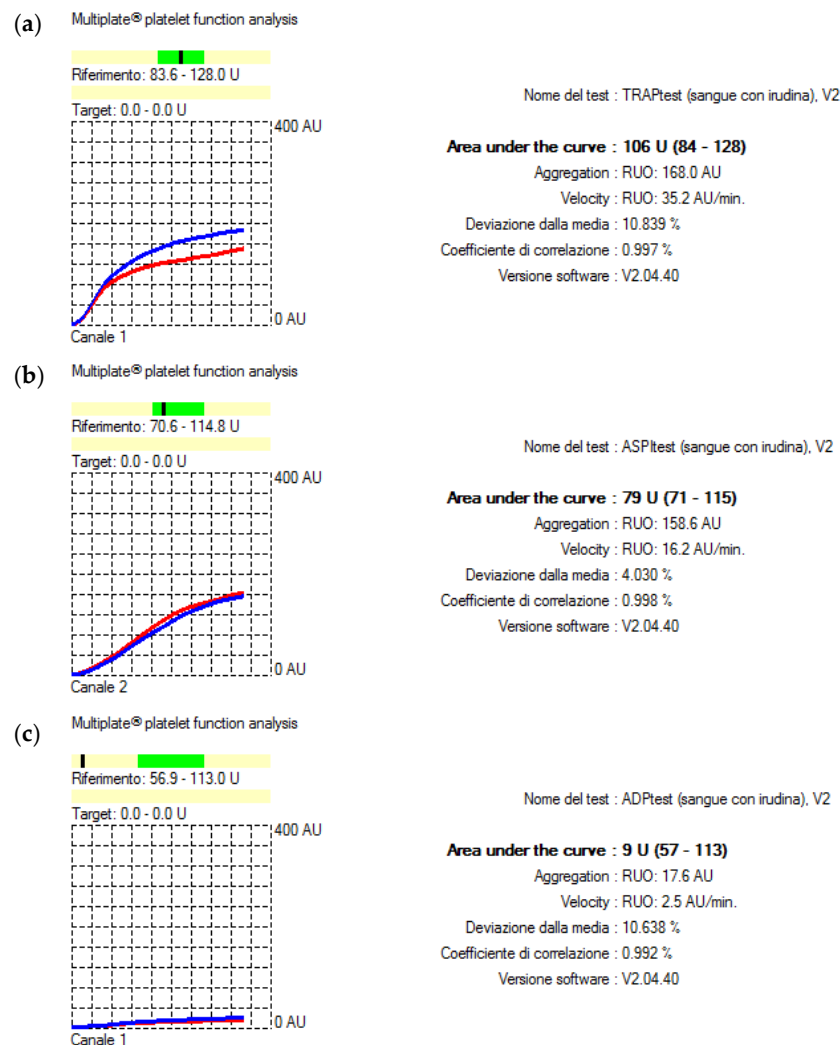 (a)
Multiplate® platelet function analysis
Riferimento: 83.6 - 128.0 U
Target: 0.0 - 0.0 U
400 AU
0 AU
Canale 1
Nome del test : TRAPtest (sangue con irudina), V2
Area under the curve : 106 U (84 - 128)
Aggregation : RUO: 168.0 AU
Velocity : RUO: 35.2 AU/min.
Deviazione dalla media : 10.839 %
Coefficiente di correlazione : 0.997 %
Versione software : V2.04.40
(b)
Multiplate® platelet function analysis
Riferimento: 70.6 - 114.8 U
Target: 0.0 - 0.0 U
400 AU
0 AU
Canale 2
Nome del test : ASPItest (sangue con irudina), V2
Area under the curve : 79 U (71 - 115)
Aggregation : RUO: 158.6 AU
Velocity : RUO: 16.2 AU/min.
Deviazione dalla media : 4.030 %
Coefficiente di correlazione : 0.998 %
Versione software : V2.04.40
(c)
Multiplate® platelet function analysis
Riferimento: 56.9 - 113.0 U
Target: 0.0 - 0.0 U
400 AU
0 AU
Canale 1
Nome del test : ADPtest (sangue con irudina), V2
Area under the curve : 9 U (57 - 113)
Aggregation : RUO: 17.6 AU
Velocity : RUO: 2.5 AU/min.
Deviazione dalla media : 10.638 %
Coefficiente di correlazione : 0.992 %
Versione software : V2.04.40